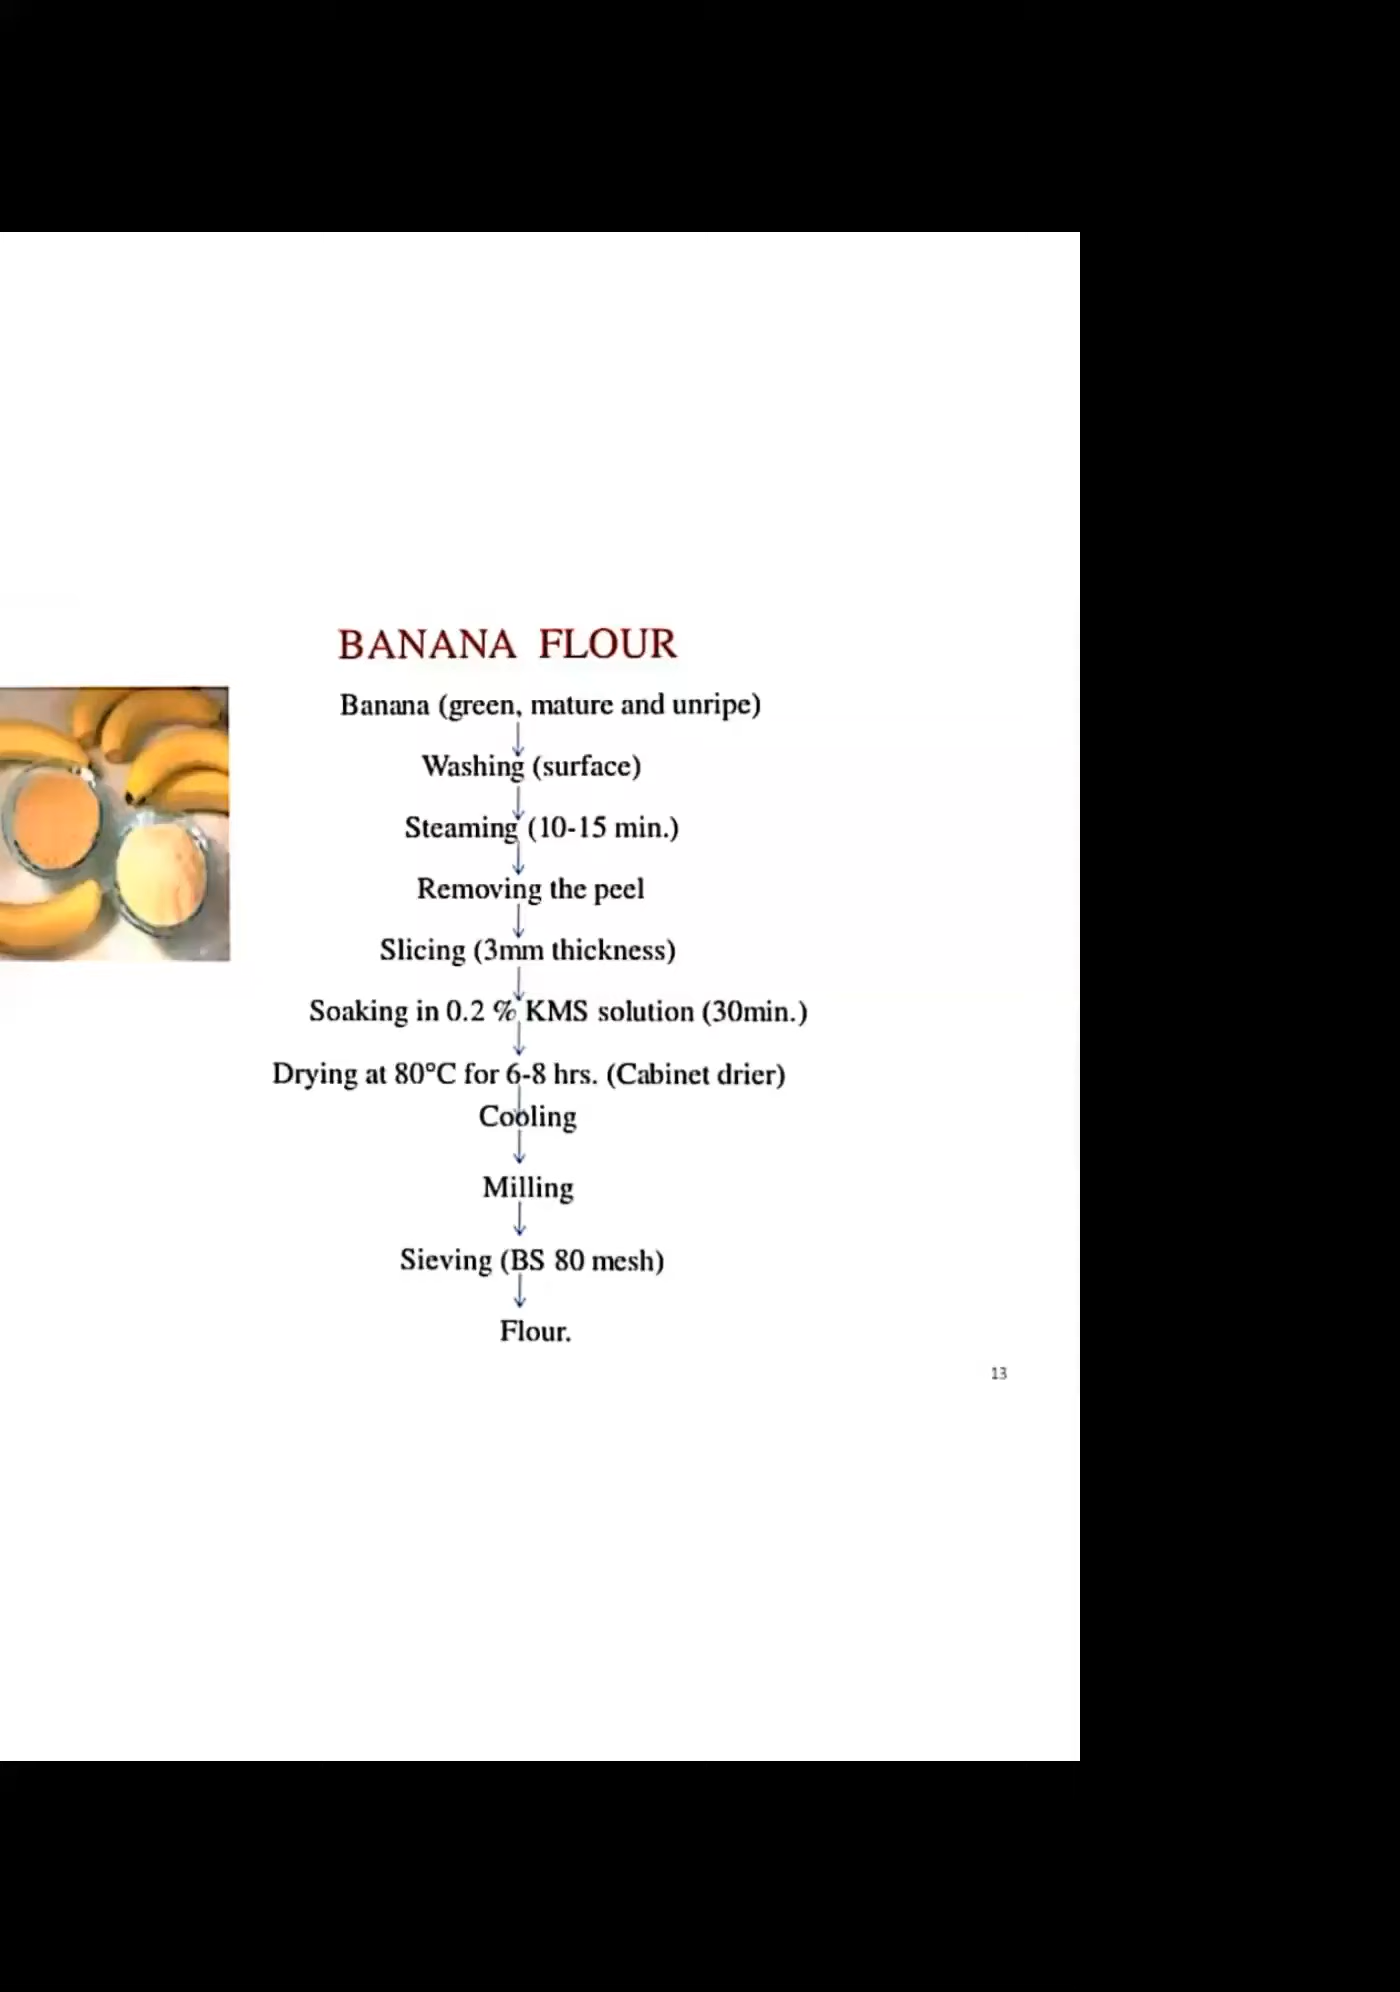 BANANA FLOUR
Banana (green, mature and unripe)
Washing (surface)
Steaming (10-15 min.)
Removing the peel
Slicing (3mm thickness)
Soaking in 0.2 % KMS solution (30min.)
Drying at 80°C for 6-8 hrs. (Cabinet drier)
Cooling
Milling
Sieving (BS 80 mesh)
Flour.
13